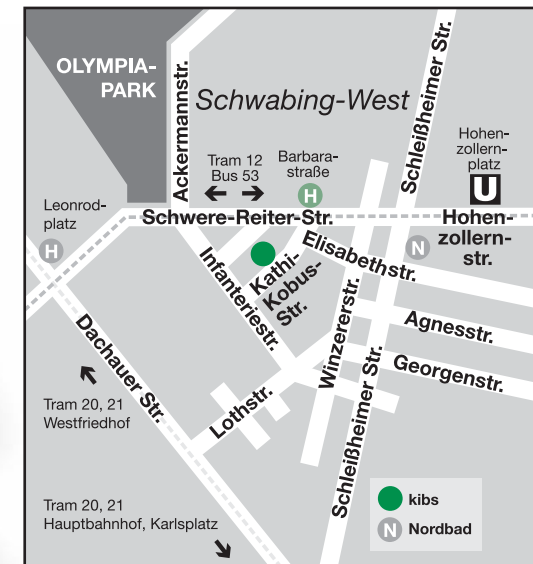 OLYMPIA-
PARK
Ackermannstr.
Schwabing-West
Schleißheimer Str.
Hohen-
zollern-
platz
U
Tram 12
Bus 53
Barbara-
straße
H
Leonrod-
platz
H
Schwere-Reiter-Str.
Hohen-
zollern-
str.
N
Infanteriestr.
Kathi-
Kobus-
Str.
Elisabethstr.
Winzererstr.
Agnesstr.
Georgenstr.
Dachauer Str.
Lothstr.
Schleißheimer Str.
Tram 20, 21
Westfriedhof
Tram 20, 21
Hauptbahnhof, Karlsplatz
kibs
N Nordbad